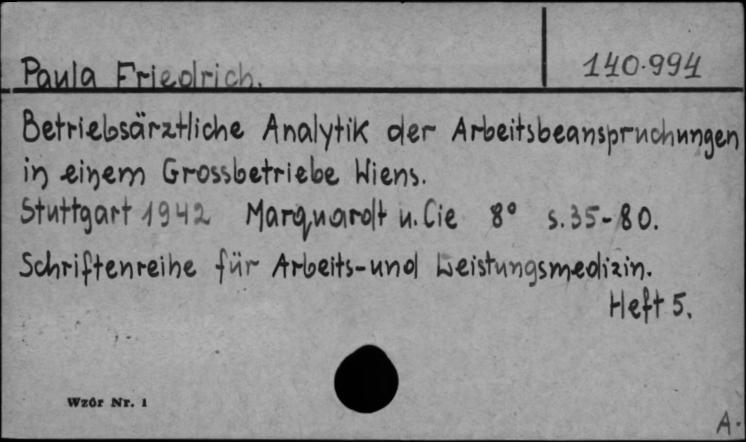 Paula Friedrich.
140.994
Betriebsärztliche Analytik der Arbeitsbeanspruchungen
in einem Grossbetriebe Wiens.
Stuttgart 1942 Marquardt u. Cie 8° s. 35-80.
Schriftenreihe für Arbeits-und Leistungsmedizin.
Heft 5.
Wzór Nr. 1
A.